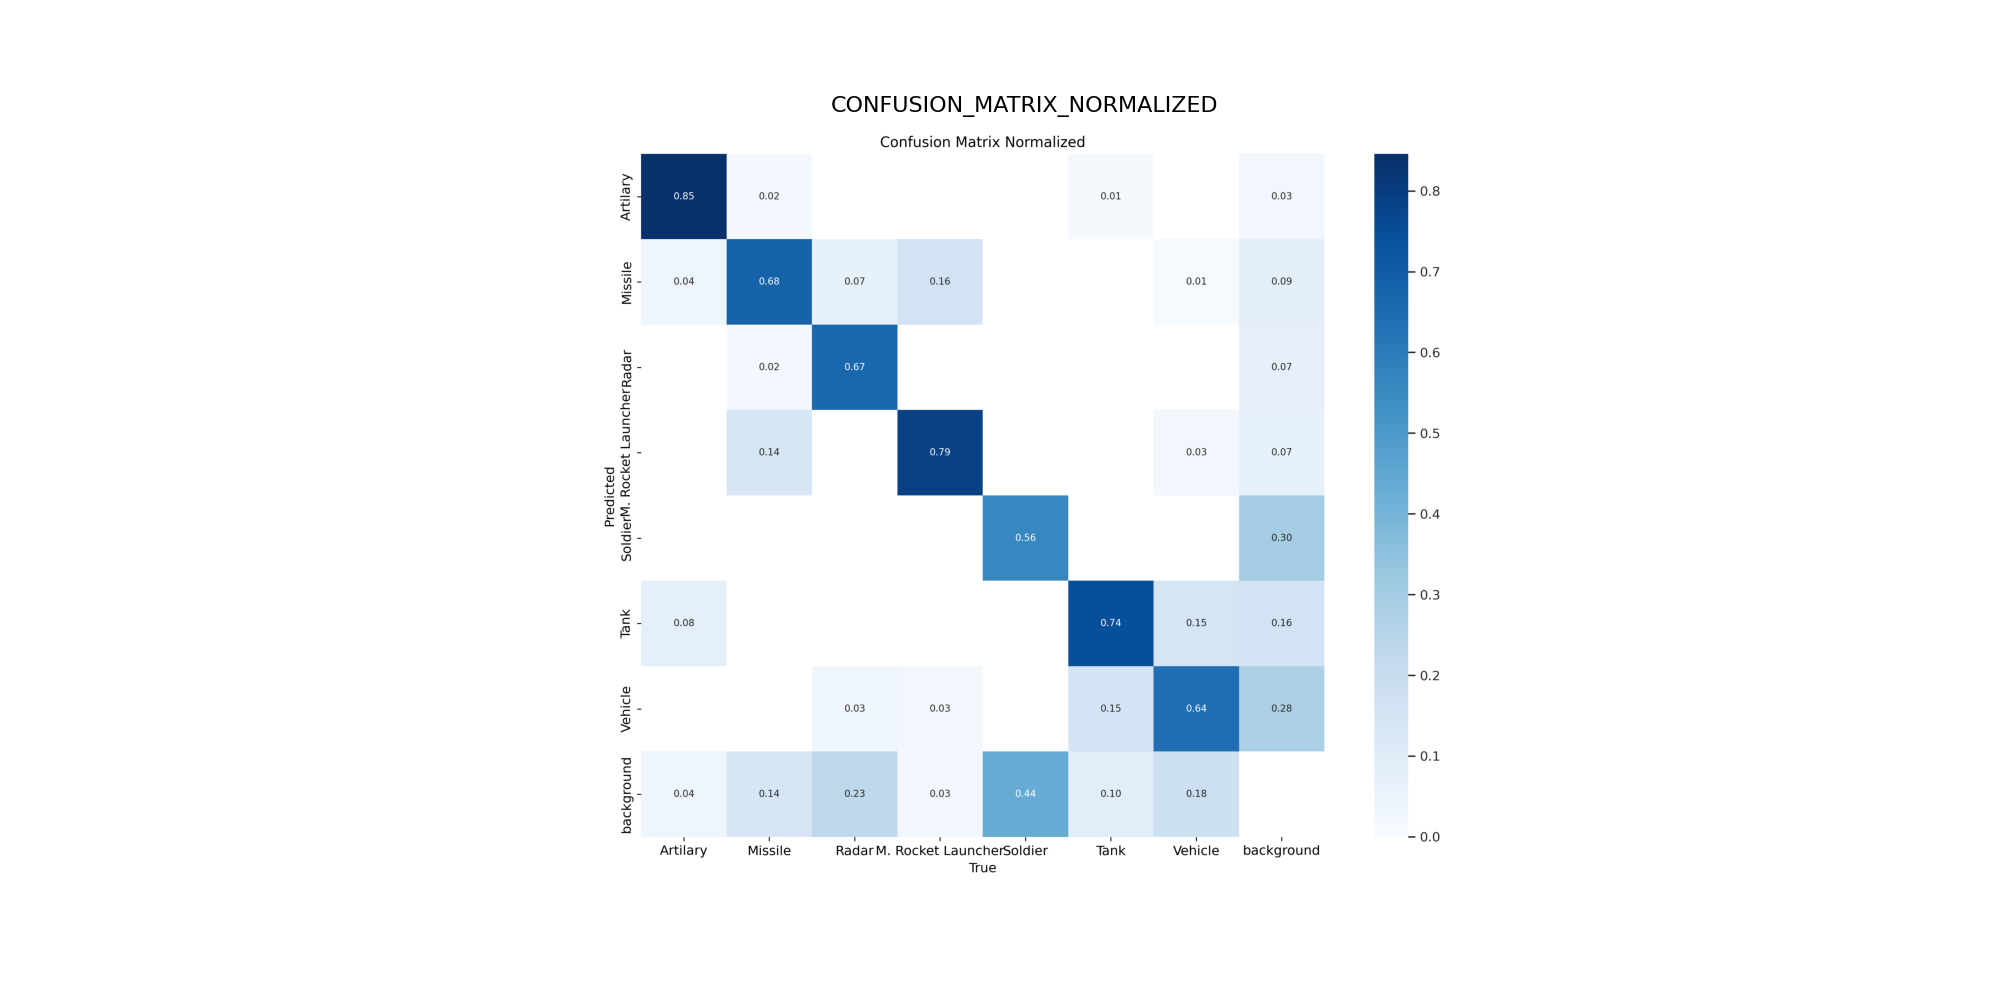 CONFUSION_MATRIX_NORMALIZED
Confusion Matrix Normalized
Predicted
Artilary
0.85
0.02
0.01
0.03
0.8
Missile
0.04
0.68
0.07
0.16
0.01
0.09
0.7
Radar
0.02
0.67
0.07
0.6
M. Rocket Launcher
0.14
0.79
0.03
0.07
0.5
Soldier
0.56
0.30
0.4
Tank
0.08
0.74
0.15
0.16
0.3
Vehicle
0.03
0.03
0.15
0.64
0.28
0.2
background
0.04
0.14
0.23
0.03
0.44
0.10
0.18
0.1
0.0
Artilary
Missile
Radar
M. Rocket Launcher
Soldier
Tank
Vehicle
background
True